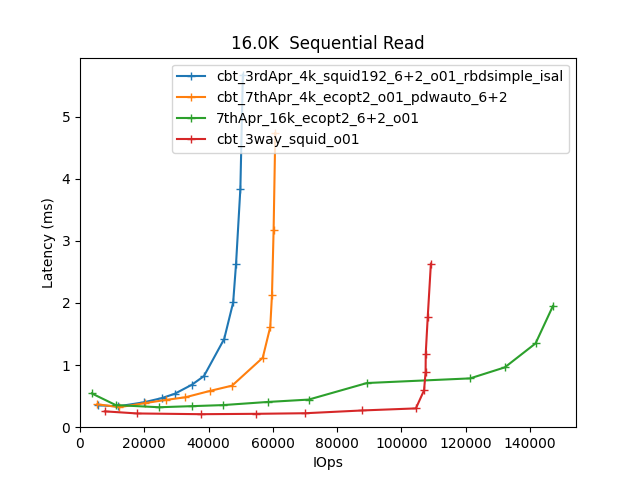 16.0K  Sequential Read
cbt_3rdApr_4k_squid192_6+2_o01_rbdsimple_isal
cbt_7thApr_4k_ecopt2_o01_pdwauto_6+2
7thApr_16k_ecopt2_6+2_o01
cbt_3way_squid_o01
Latency (ms)
5
4
3
2
1
0
0 20000 40000 60000 80000 100000 120000 140000
IOps